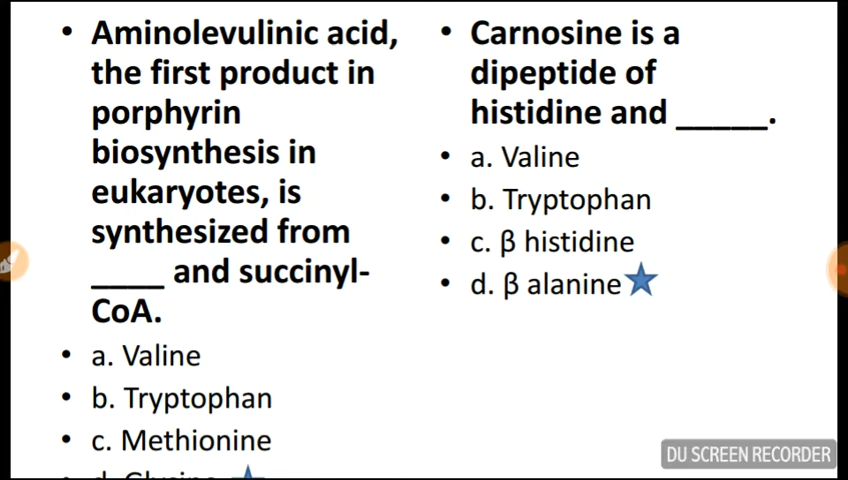 • Aminolevulinic acid,
the first product in
porphyrin
biosynthesis in
eukaryotes, is
synthesized from
____ and succinyl-
CoA.
• a. Valine
• b. Tryptophan
• c. Methionine
• d. Glycine
• Carnosine is a
dipeptide of
histidine and _____.
• a. Valine
• b. Tryptophan
• c. β histidine
• d. β alanine
DU SCREEN RECORDER